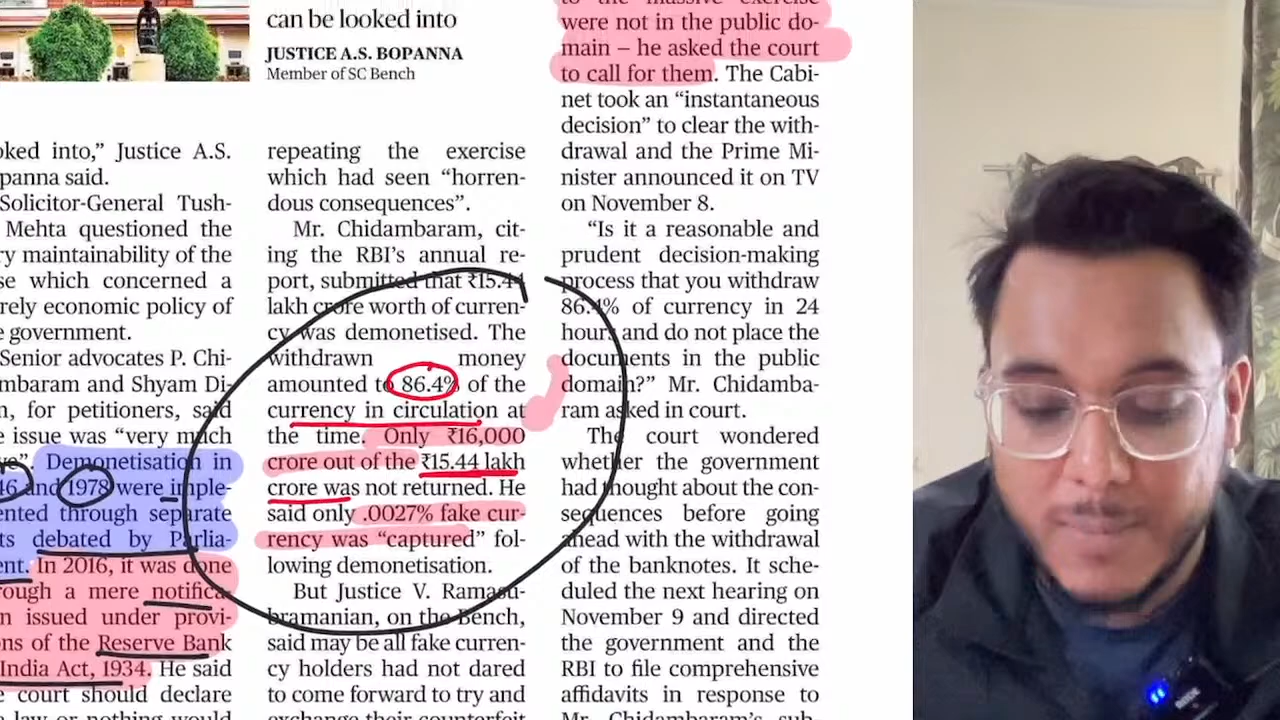 can be looked into
JUSTICE A.S. BOPANNA
Member of SC Bench
into,” Justice A.S.
said.
Solicitor-General Tush-
Mehta questioned the
maintainability of the
which concerned a
economic policy of
government.
Senior advocates P. Chi-
and Shyam Di-
for petitioners, said
issue was “very much
Demonetisation in
and 1978 were imple-
through separate
debated by Parlia-
In 2016, it was done
a mere notifica-
issued under provi-
of the Reserve Bank
India Act, 1934. He said
court should declare
law or nothing would
repeating the exercise
which had seen “horren-
dous consequences”.
Mr. Chidambaram, cit-
ing the RBI’s annual re-
port, submitted that ₹15.44
lakh crore worth of curren-
cy was demonetised. The
withdrawn money
amounted to 86.4% of the
currency in circulation at
the time. Only ₹16,000
crore out of the ₹15.44 lakh
crore was not returned. He
said only .0027% fake cur-
rency was “captured” fol-
lowing demonetisation.
But Justice V. Ramasu-
bramanian, on the Bench,
said may be all fake curren-
cy holders had not dared
to come forward to try and
exchange their counterfeit
to the massive exercise
were not in the public do-
main – he asked the court
to call for them. The Cabi-
net took an “instantaneous
decision” to clear the with-
drawal and the Prime Mi-
nister announced it on TV
on November 8.
“Is it a reasonable and
prudent decision-making
process that you withdraw
86.4% of currency in 24
hours and do not place the
documents in the public
domain?” Mr. Chidamba-
ram asked in court.
The court wondered
whether the government
had thought about the con-
sequences before going
ahead with the withdrawal
of the banknotes. It sche-
duled the next hearing on
November 9 and directed
the government and the
RBI to file comprehensive
affidavits in response to
Mr. Chidambaram’s sub-